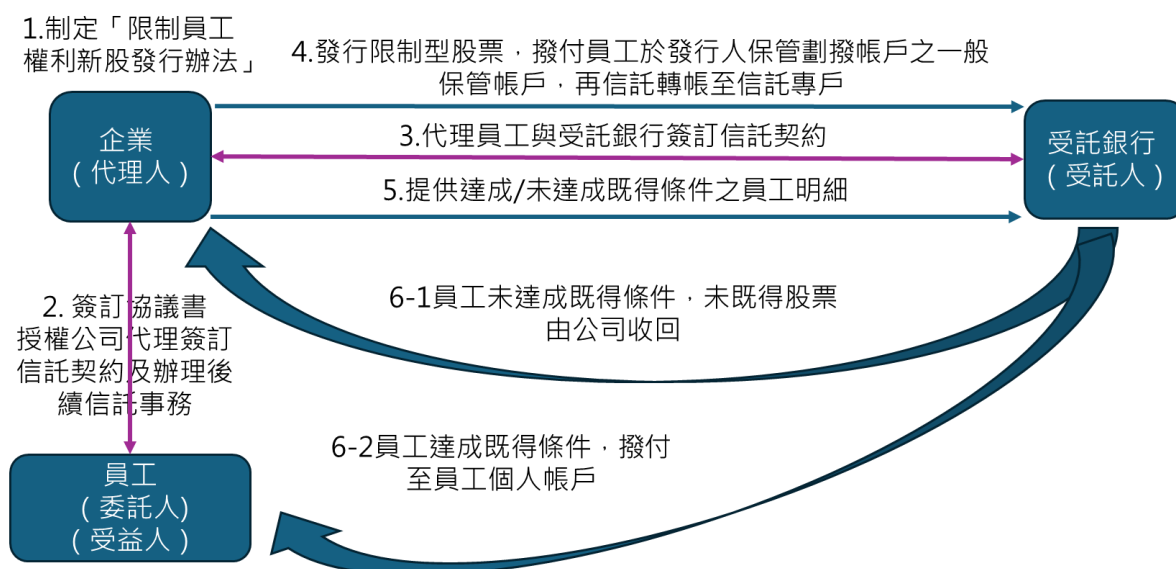 1.制定「限制員工
權利新股發行辦法」
4.發行限制型股票，撥付員工於發行人保管劃撥帳戶之一般
保管帳戶，再信託轉帳至信託專戶
企業
（代理人）
3.代理員工與受託銀行簽訂信託契約
受託銀行
（受託人）
5.提供達成/未達成既得條件之員工明細
2. 簽訂協議書
授權公司代理簽訂
信託契約及辦理後
續信託事務
6-1員工未達成既得條件，未既得股票
由公司收回
6-2員工達成既得條件，撥付
至員工個人帳戶
員工
（委託人)
（受益人）